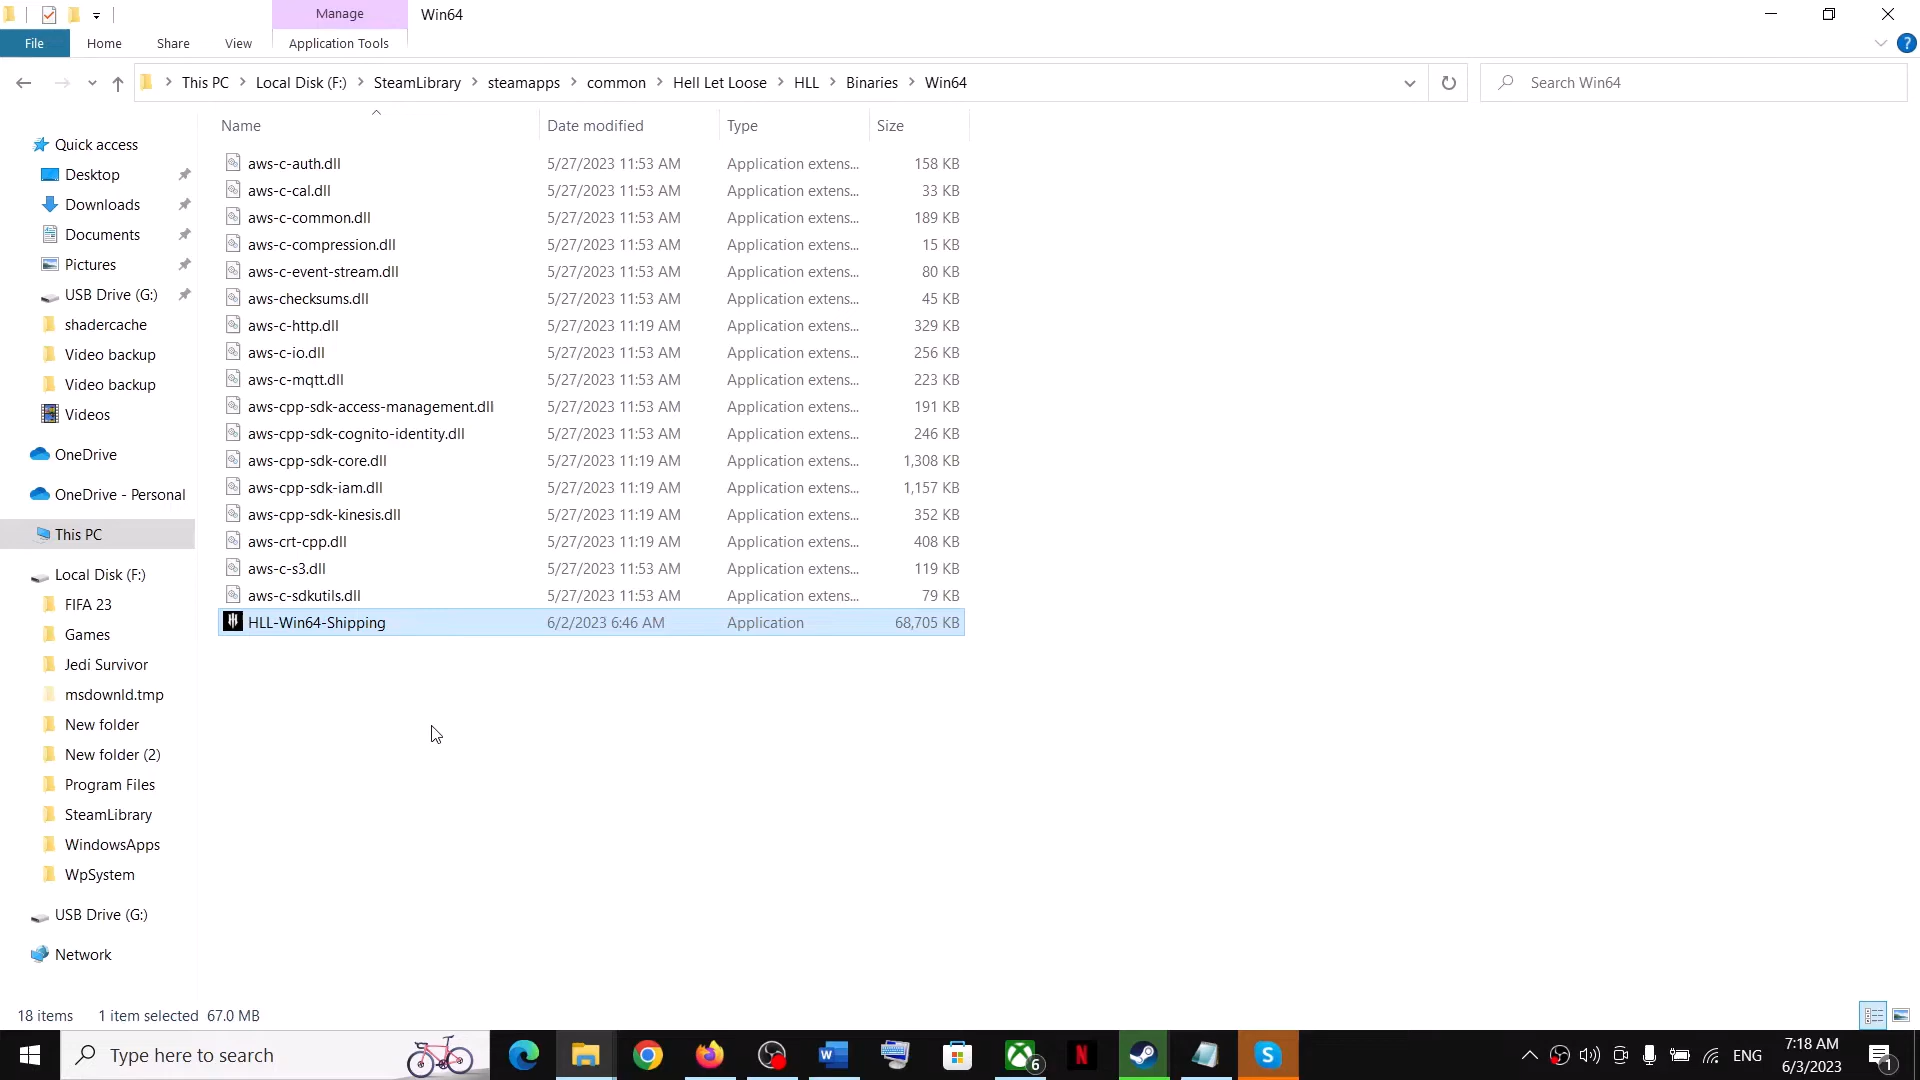 Manage
Win64
File
Home
Share
View
Application Tools
This PC
Local Disk (F:)
SteamLibrary
steamapps
common
Hell Let Loose
HLL
Binaries
Win64
Search Win64
Quick access
Desktop
Downloads
Documents
Pictures
USB Drive (G:)
shadercache
Video backup
Video backup
Videos
OneDrive
OneDrive - Personal
This PC
Local Disk (F:)
FIFA 23
Games
Jedi Survivor
msdownld.tmp
New folder
New folder (2)
Program Files
SteamLibrary
WindowsApps
WpSystem
USB Drive (G:)
Network
Name Date modified Type Size
aws-c-auth.dll 5/27/2023 11:53 AM Application extens... 158 KB
aws-c-cal.dll 5/27/2023 11:53 AM Application extens... 33 KB
aws-c-common.dll 5/27/2023 11:53 AM Application extens... 189 KB
aws-c-compression.dll 5/27/2023 11:53 AM Application extens... 15 KB
aws-c-event-stream.dll 5/27/2023 11:53 AM Application extens... 80 KB
aws-checksums.dll 5/27/2023 11:53 AM Application extens... 45 KB
aws-c-http.dll 5/27/2023 11:19 AM Application extens... 329 KB
aws-c-io.dll 5/27/2023 11:53 AM Application extens... 256 KB
aws-c-mqtt.dll 5/27/2023 11:53 AM Application extens... 223 KB
aws-cpp-sdk-access-management.dll 5/27/2023 11:53 AM Application extens... 191 KB
aws-cpp-sdk-cognito-identity.dll 5/27/2023 11:53 AM Application extens... 246 KB
aws-cpp-sdk-core.dll 5/27/2023 11:19 AM Application extens... 1,308 KB
aws-cpp-sdk-iam.dll 5/27/2023 11:19 AM Application extens... 1,157 KB
aws-cpp-sdk-kinesis.dll 5/27/2023 11:19 AM Application extens... 352 KB
aws-crt-cpp.dll 5/27/2023 11:19 AM Application extens... 408 KB
aws-c-s3.dll 5/27/2023 11:53 AM Application extens... 119 KB
aws-c-sdkutils.dll 5/27/2023 11:53 AM Application extens... 79 KB
HLL-Win64-Shipping 6/2/2023 6:46 AM Application 68,705 KB
18 items 1 item selected 67.0 MB
Type here to search
6
ENG
7:18 AM
6/3/2023
1